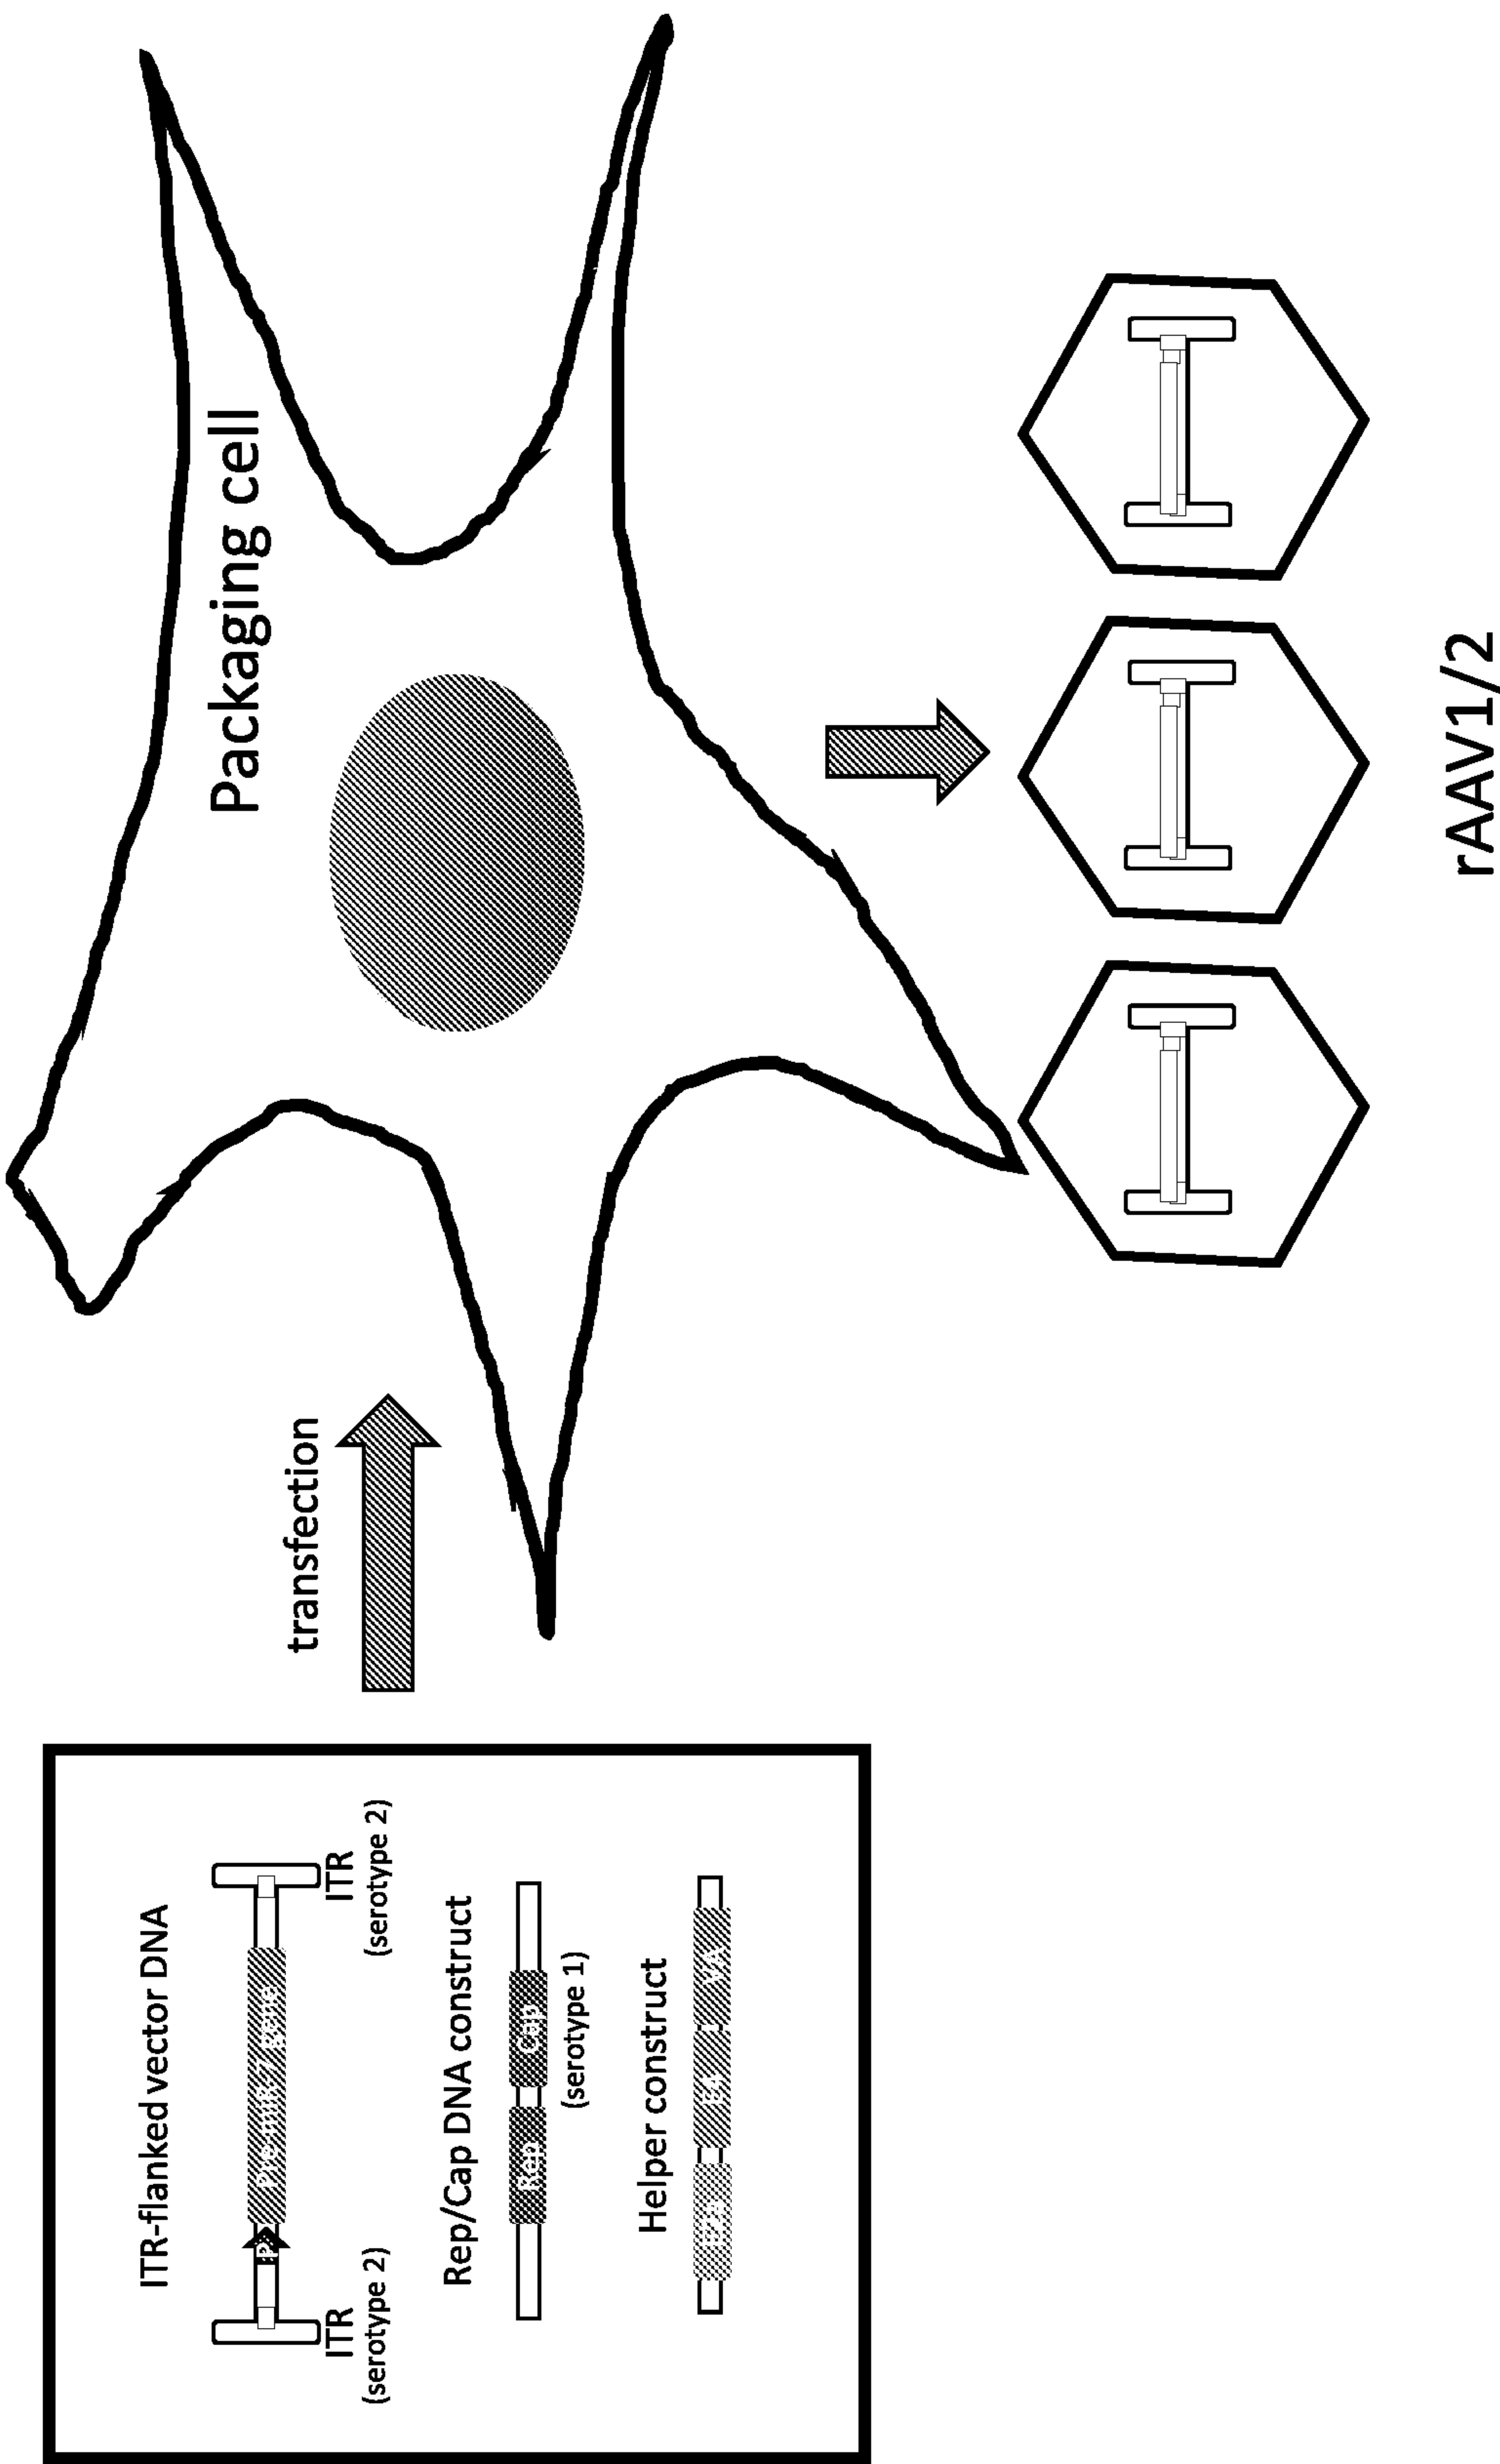 ITR-flanked vector DNA
P
ITR
(serotype 2)
ITR
(serotype 2)
Rep/Cap DNA construct
Rep
Cap
(serotype 1)
Helper construct
VA
transfection
Packaging cell
rAAV1/2